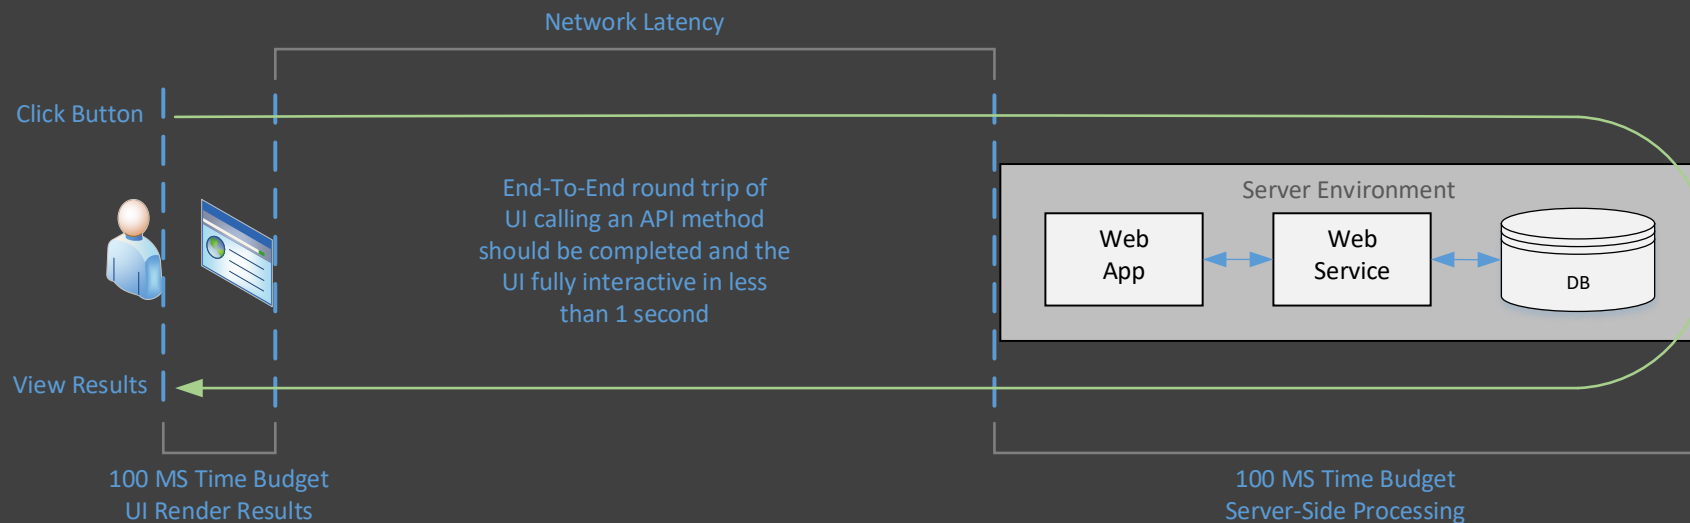 Network Latency
Click Button
End-To-End round trip of
UI calling an API method
should be completed and the
UI fully interactive in less
than 1 second
Server Environment
Web
App
Web
Service
DB
View Results
100 MS Time Budget
UI Render Results
100 MS Time Budget
Server-Side Processing